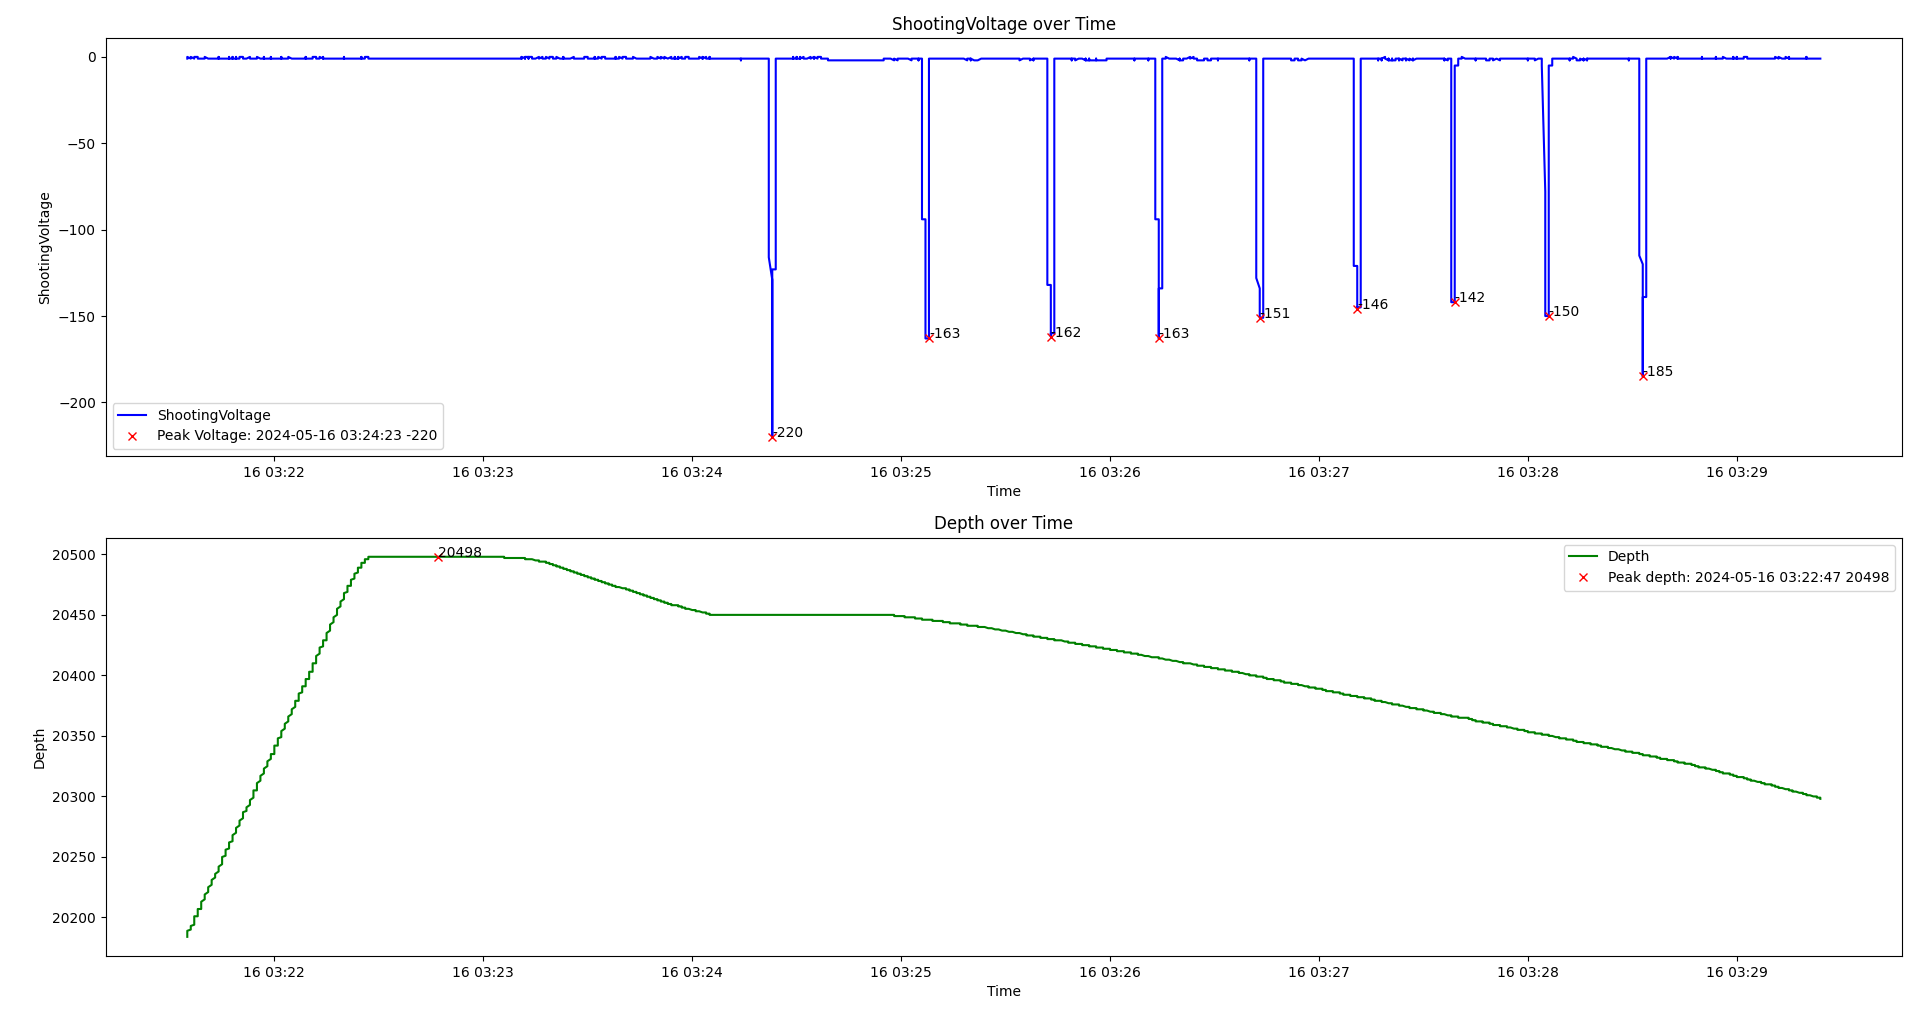 ShootingVoltage over Time
0
−50
−100
−150
−200
ShootingVoltage
-220
-163
-162
-163
-151
-146
-142
-150
-185
ShootingVoltage
Peak Voltage: 2024-05-16 03:24:23 -220
16 03:22 16 03:23 16 03:24 16 03:25 16 03:26 16 03:27 16 03:28 16 03:29
Time
Depth over Time
20500
20450
20400
20350
20300
20250
20200
Depth
20498
Depth
Peak depth: 2024-05-16 03:22:47 20498
16 03:22 16 03:23 16 03:24 16 03:25 16 03:26 16 03:27 16 03:28 16 03:29
Time